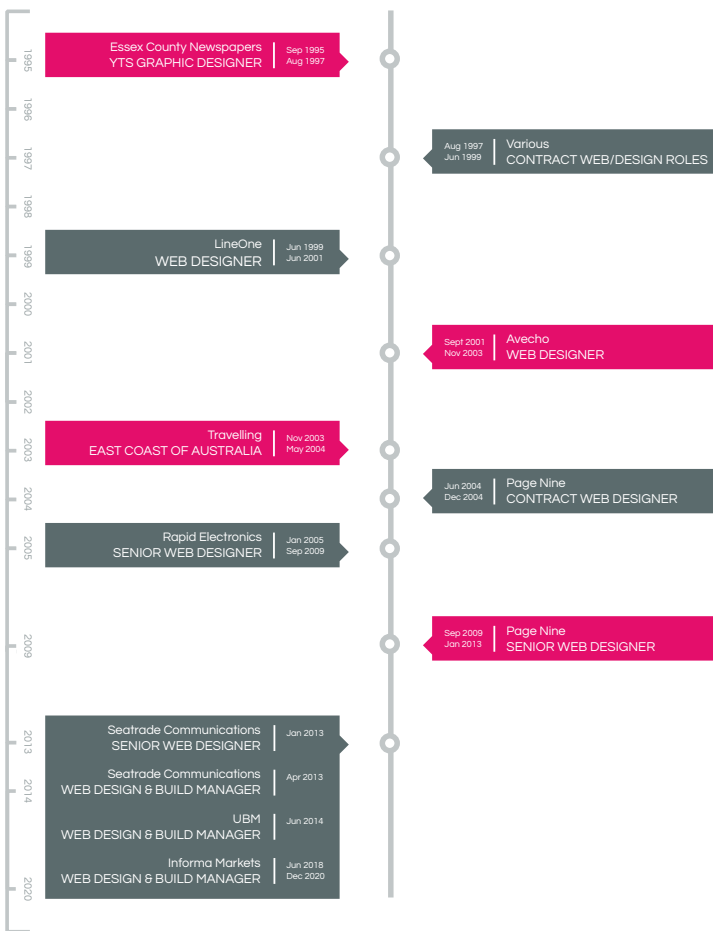 1995
1996
1997
1998
1999
2000
2001
2002
2003
2004
2005
2009
2013
2014
2020
Essex County Newspapers
YTS GRAPHIC DESIGNER
Sep 1995
Aug 1997
Aug 1997
Jun 1999
Various
CONTRACT WEB/DESIGN ROLES
LineOne
WEB DESIGNER
Jun 1999
Jun 2001
Sept 2001
Nov 2003
Avecho
WEB DESIGNER
Travelling
EAST COAST OF AUSTRALIA
Nov 2003
May 2004
Jun 2004
Dec 2004
Page Nine
CONTRACT WEB DESIGNER
Rapid Electronics
SENIOR WEB DESIGNER
Jan 2005
Sep 2009
Sep 2009
Jan 2013
Page Nine
SENIOR WEB DESIGNER
Seatrade Communications
SENIOR WEB DESIGNER
Jan 2013
Seatrade Communications
WEB DESIGN & BUILD MANAGER
Apr 2013
UBM
WEB DESIGN & BUILD MANAGER
Jun 2014
Informa Markets
WEB DESIGN & BUILD MANAGER
Jun 2018
Dec 2020